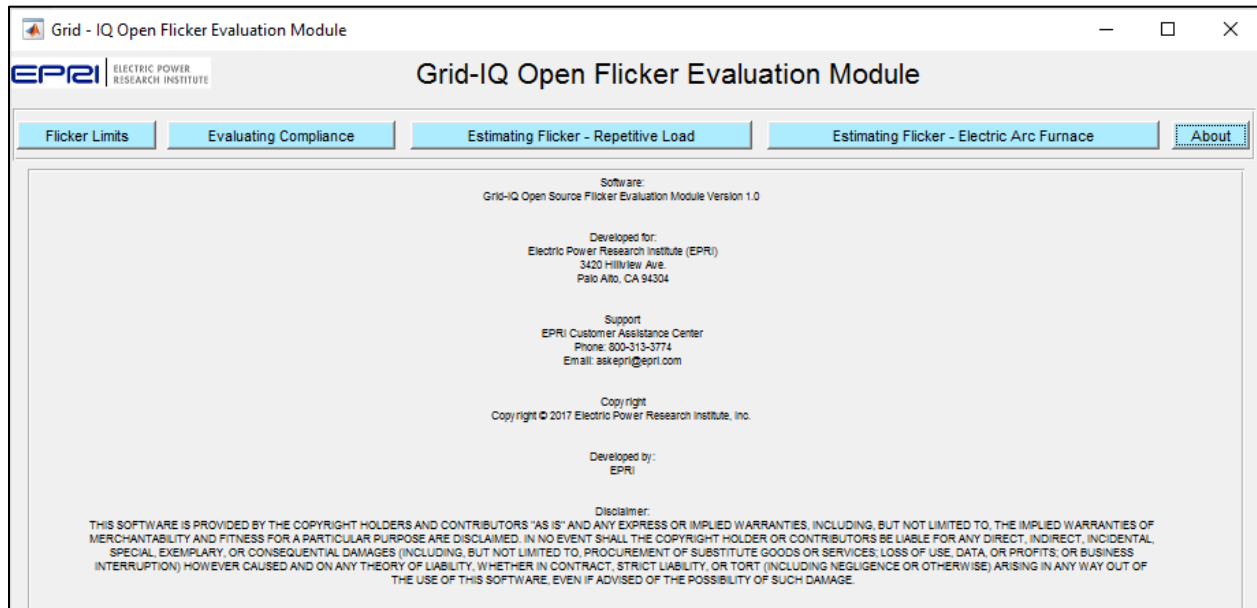 Grid - IQ Open Flicker Evaluation Module
EPRI
ELECTRIC POWER
RESEARCH INSTITUTE
Grid-IQ Open Flicker Evaluation Module
Flicker Limits
Evaluating Compliance
Estimating Flicker - Repetitive Load
Estimating Flicker - Electric Arc Furnace
About
Software:
Grid-IQ Open Source Flicker Evaluation Module Version 1.0
Developed for:
Electric Power Research Institute (EPRI)
3420 Hillview Ave.
Palo Alto, CA 94304
Support
EPRI Customer Assistance Center
Phone: 800-313-3774
Email: askepri@epri.com
Copyright
Copyright © 2017 Electric Power Research Institute, Inc.
Developed by:
EPRI
Disclaimer:
THIS SOFTWARE IS PROVIDED BY THE COPYRIGHT HOLDERS AND CONTRIBUTORS "AS IS" AND ANY EXPRESS OR IMPLIED WARRANTIES, INCLUDING, BUT NOT LIMITED TO, THE IMPLIED WARRANTIES OF
MERCHANTABILITY AND FITNESS FOR A PARTICULAR PURPOSE ARE DISCLAIMED. IN NO EVENT SHALL THE COPYRIGHT HOLDER OR CONTRIBUTORS BE LIABLE FOR ANY DIRECT, INDIRECT, INCIDENTAL,
SPECIAL, EXEMPLARY, OR CONSEQUENTIAL DAMAGES (INCLUDING, BUT NOT LIMITED TO, PROCUREMENT OF SUBSTITUTE GOODS OR SERVICES; LOSS OF USE, DATA, OR PROFITS; OR BUSINESS
INTERRUPTION) HOWEVER CAUSED AND ON ANY THEORY OF LIABILITY, WHETHER IN CONTRACT, STRICT LIABILITY, OR TORT (INCLUDING NEGLIGENCE OR OTHERWISE) ARISING IN ANY WAY OUT OF
THE USE OF THIS SOFTWARE, EVEN IF ADVISED OF THE POSSIBILITY OF SUCH DAMAGE.